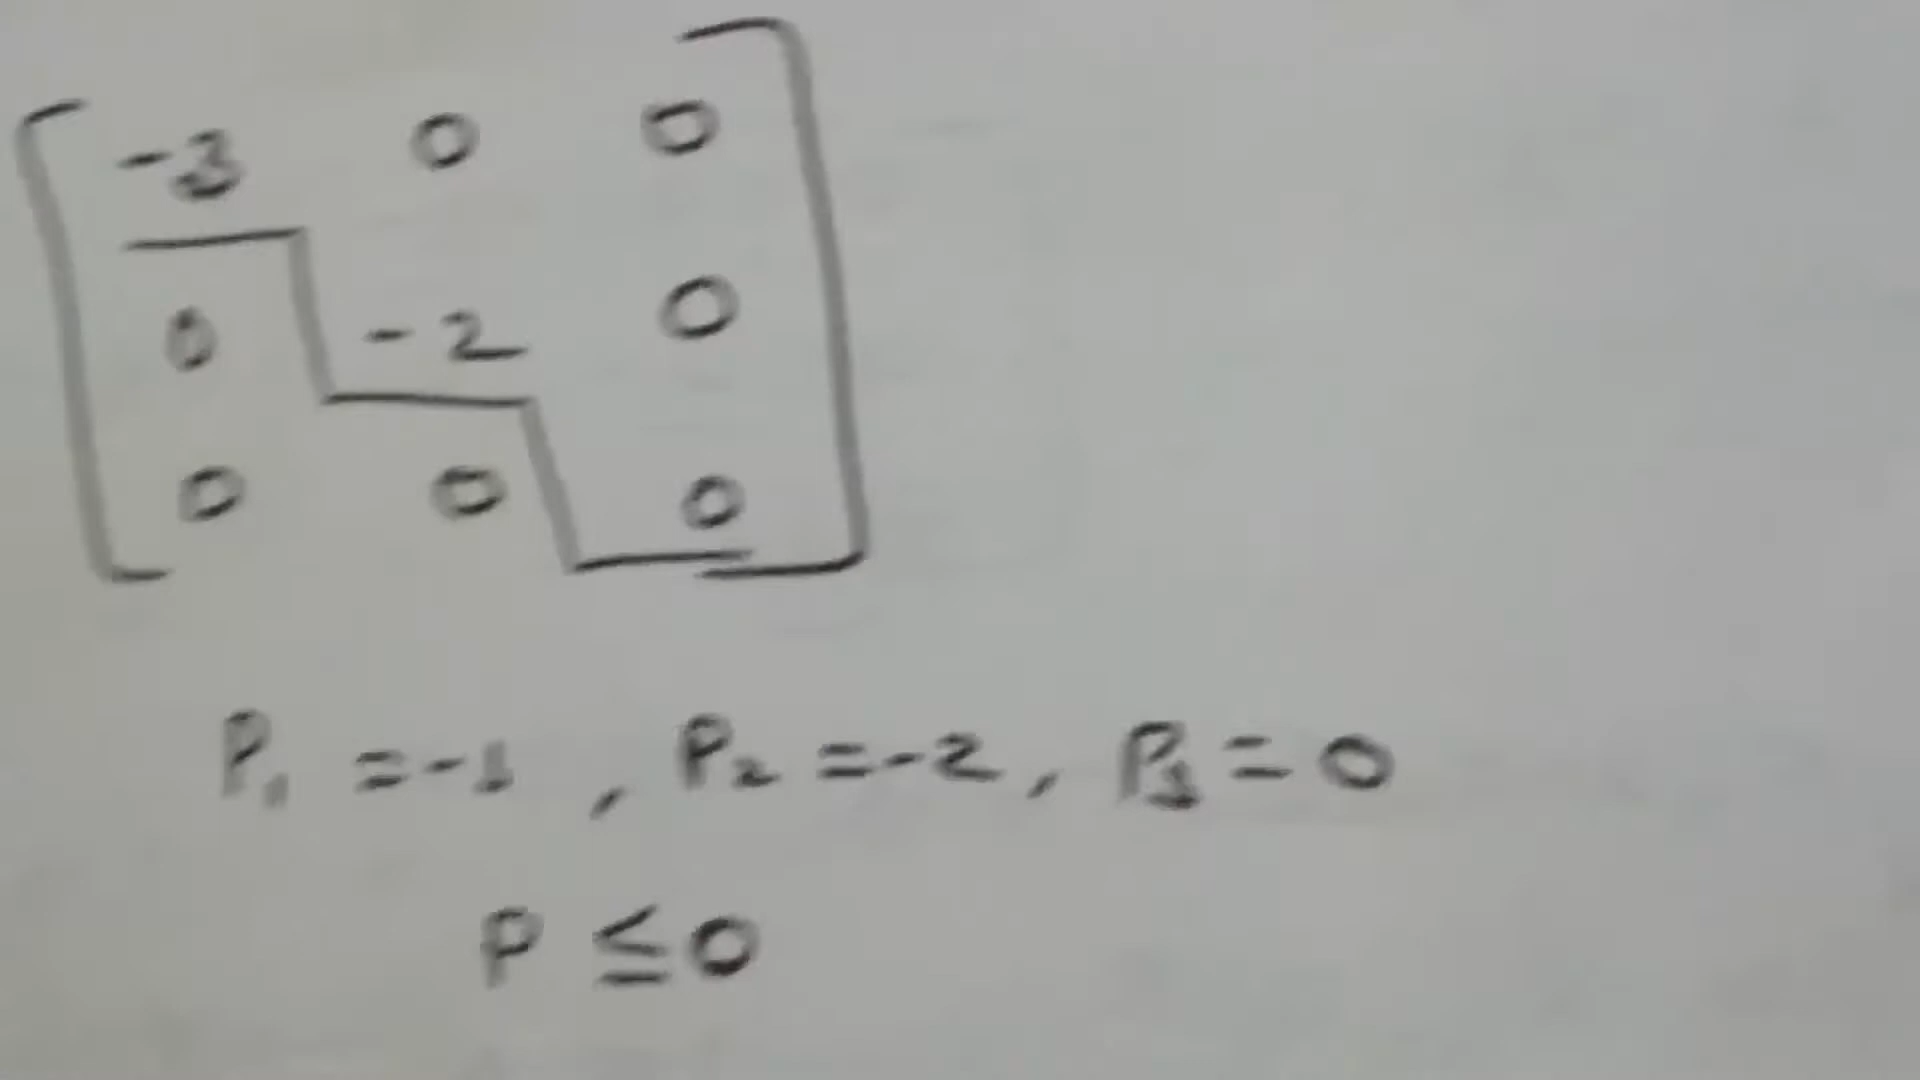 -3 0 0
0 -2 0
0 0 0
P₁ = -1, P₂ = -2, P₃ = 0
P ≤ 0